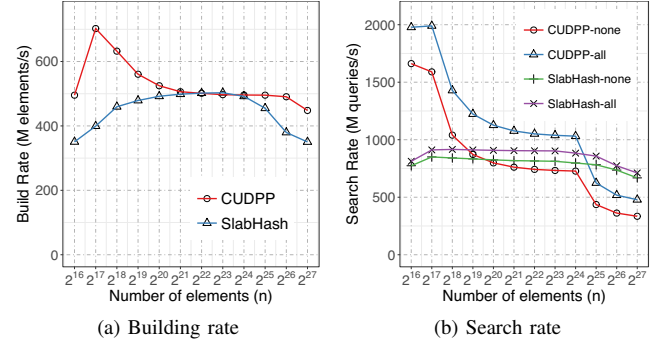 Build Rate (M elements/s)
600
400
200
0
CUDPP
SlabHash
2^16 2^17 2^18 2^19 2^20 2^21 2^22 2^23 2^24 2^25 2^26 2^27
Number of elements (n)
(a) Building rate
Search Rate (M queries/s)
2000
1500
1000
500
0
CUDPP-none
CUDPP-all
SlabHash-none
SlabHash-all
2^16 2^17 2^18 2^19 2^20 2^21 2^22 2^23 2^24 2^25 2^26 2^27
Number of elements (n)
(b) Search rate